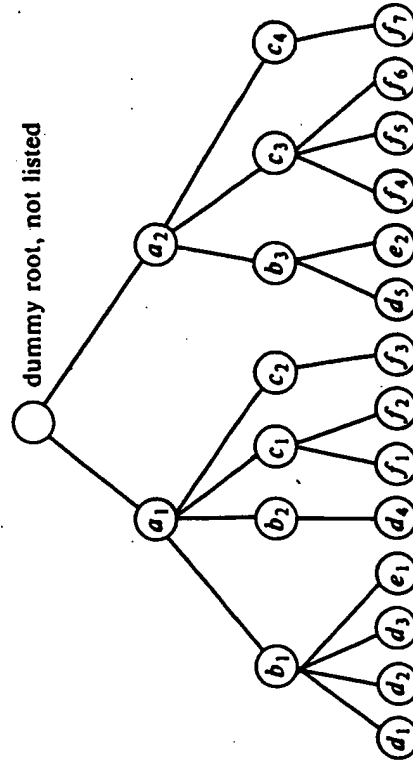 dummy root, not listed
a₁ a₂
b₁ b₂ c₁ c₂ b₃ c₃ c₄
d₁ d₂ d₃ e₁ d₄ f₁ f₂ f₃ d₅ e₂ f₄ f₅ f₆ f₇